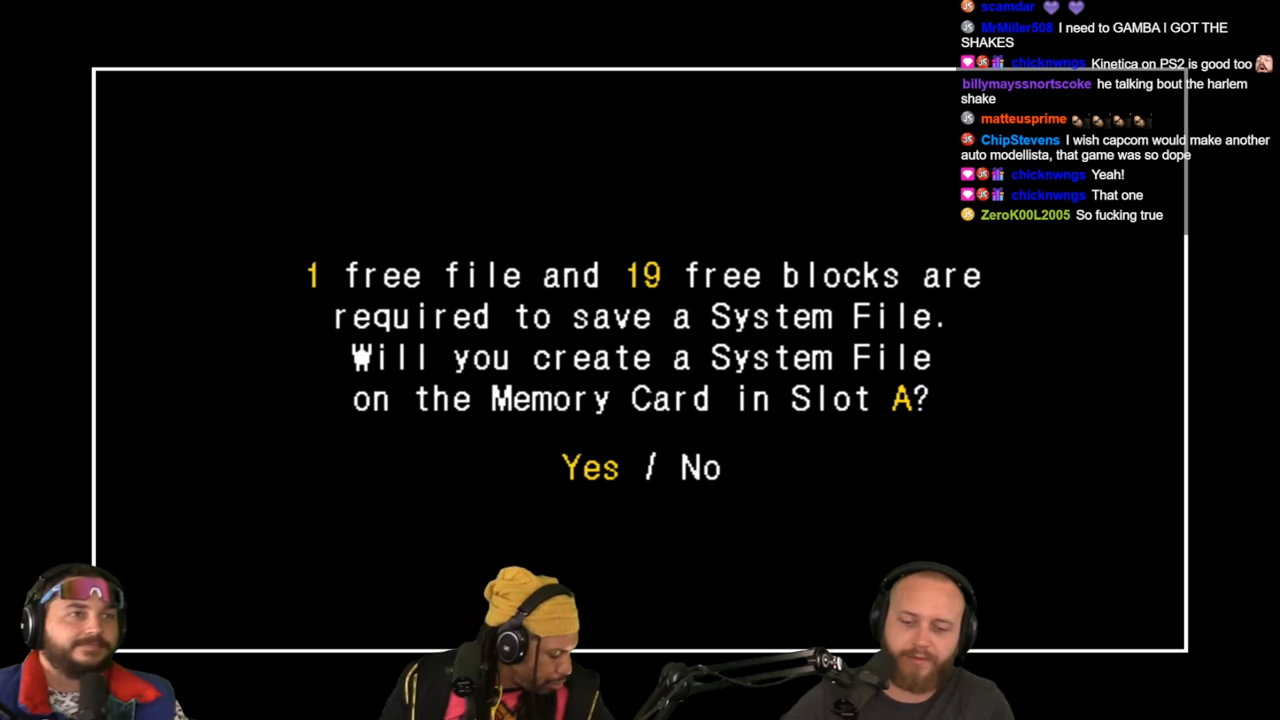 scamdar
MrMiller508 I need to GAMBA I GOT THE
SHAKES
chicknwngs Kinetica on PS2 is good too
billymayssnortscoke he talking bout the harlem
shake
matteusprime
ChipStevens I wish capcom would make another
auto modellista, that game was so dope
chicknwngs Yeah!
chicknwngs That one
ZeroK00L2005 So fucking true
1 free file and 19 free blocks are
required to save a System File.
Will you create a System File
on the Memory Card in Slot A?
Yes / No